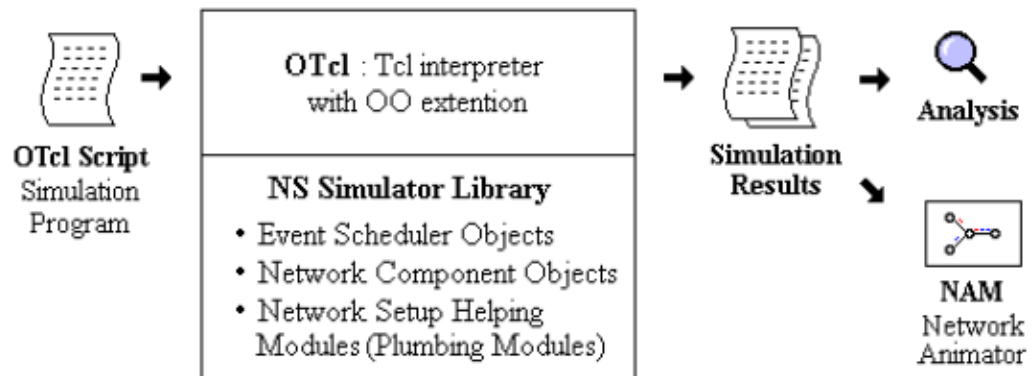 OTcl Script
Simulation
Program
OTcl : Tcl interpreter
with OO extention
NS Simulator Library
• Event Scheduler Objects
• Network Component Objects
• Network Setup Helping
Modules (Plumbing Modules)
Simulation
Results
Analysis
NAM
Network
Animator